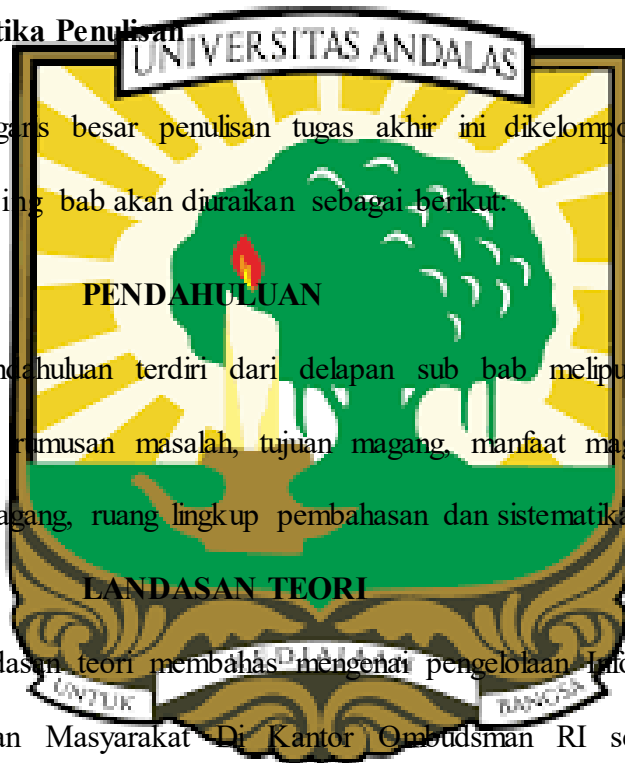 tika Penulisan
UNIVERSITAS ANDALAS
garis besar penulisan tugas akhir ini dikelompo
ing bab akan diuraikan sebagai berikut:
PENDAHULUAN
ndahuluan terdiri dari delapan sub bab melipu
rumusan masalah, tujuan magang, manfaat mag
agang, ruang lingkup pembahasan dan sistematika
LANDASAN TEORI
dasan teori membahas mengenai pengelolaan Info
UNTUK
BANGSA
an Masyarakat Di Kantor Ombudsman RI se